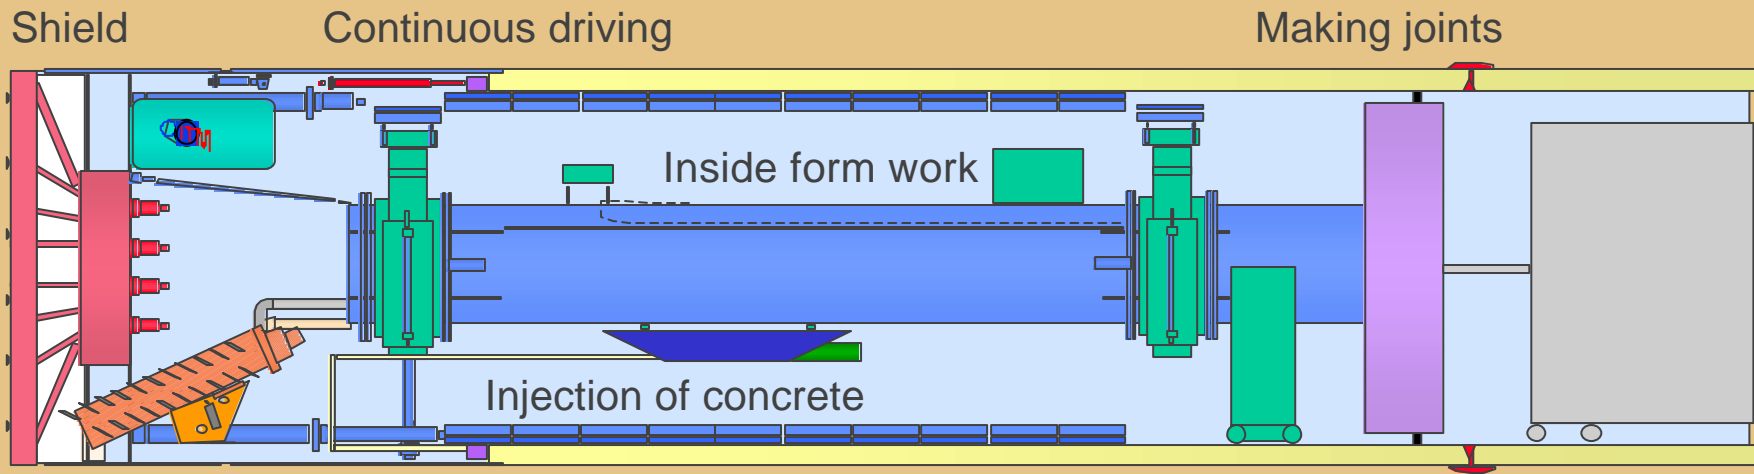 Shield
Continuous driving
Making joints
Inside form work
Injection of concrete